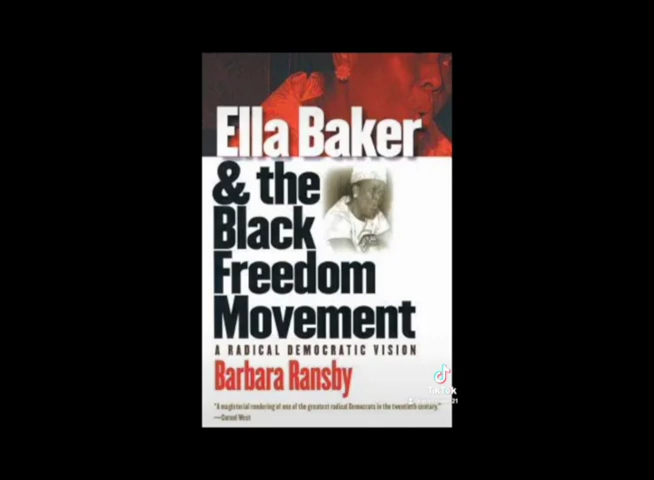 Ella Baker
& the
Black
Freedom
Movement
A RADICAL DEMOCRATIC VISION
Barbara Ransby
"A magisterial rendering of one of the greatest radical Democrats in the twentieth century."
—Cornel West
TikTok